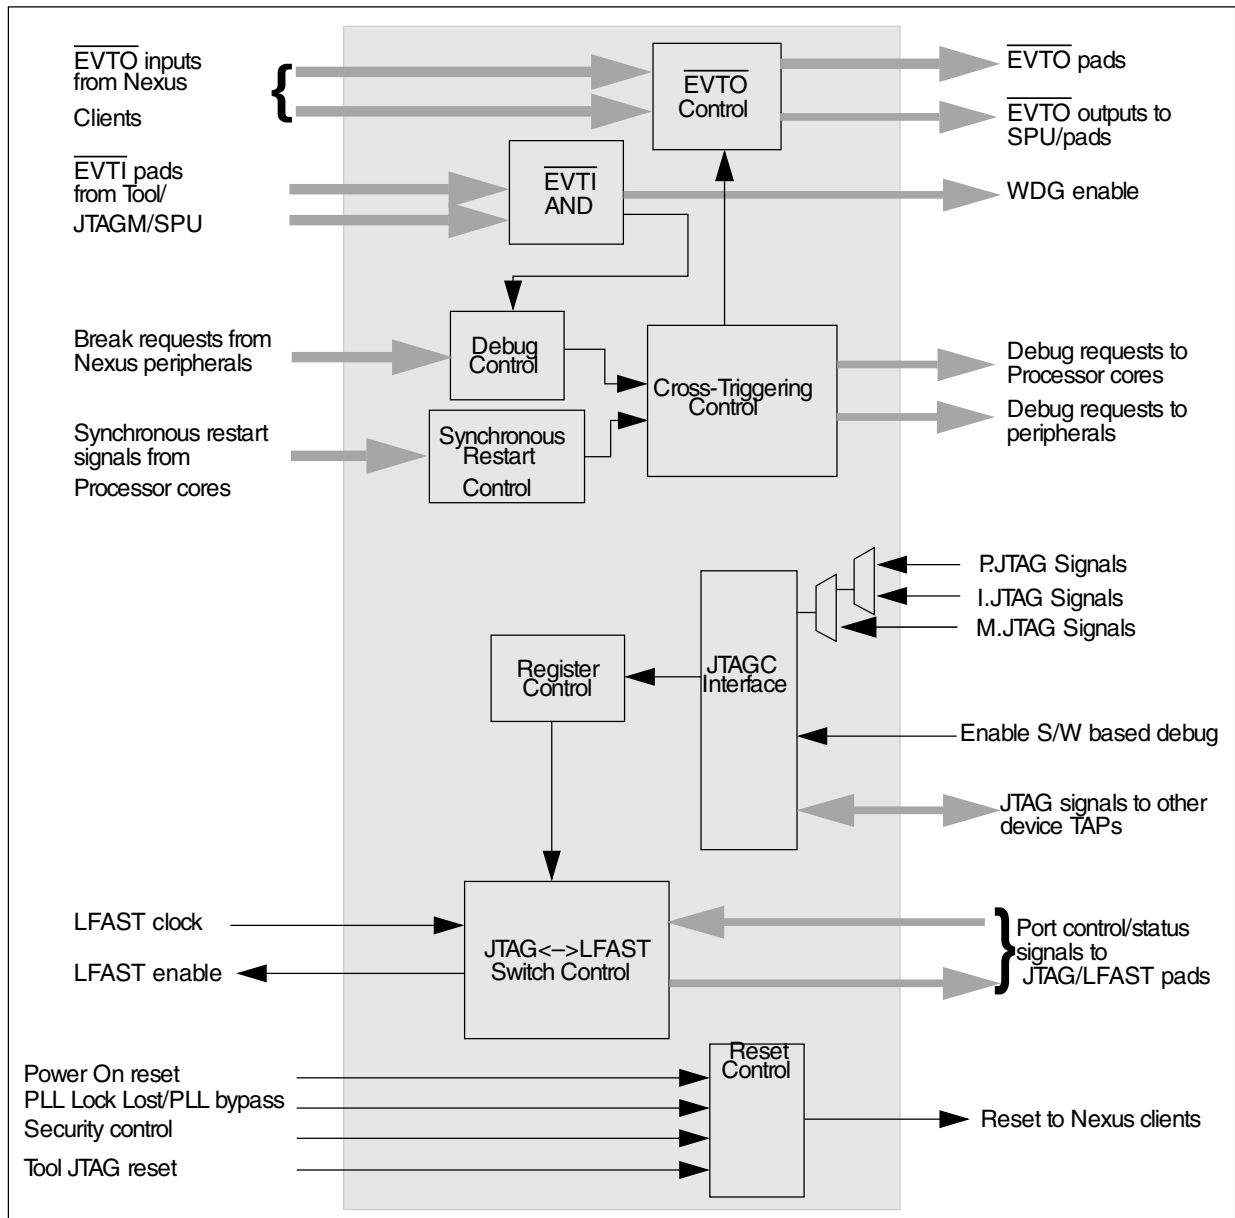 EVTO inputs
from Nexus
Clients
EVTO
Control
EVTO pads
EVTO outputs to
SPU/pads
EVTI pads
from Tool/
JTAGM/SPU
EVTI
AND
WDG enable
Break requests from
Nexus peripherals
Debug
Control
Cross-Triggering
Control
Debug requests to
Processor cores
Debug requests to
peripherals
Synchronous restart
signals from
Processor cores
Synchronous
Restart
Control
P.JTAG Signals
I.JTAG Signals
M.JTAG Signals
Register
Control
JTAGC
Interface
Enable S/W based debug
JTAG signals to other
device TAPs
LFAST clock
LFAST enable
JTAG<–>LFAST
Switch Control
Port control/status
signals to
JTAG/LFAST pads
Power On reset
PLL Lock Lost/PLL bypass
Security control
Tool JTAG reset
Reset
Control
Reset to Nexus clients